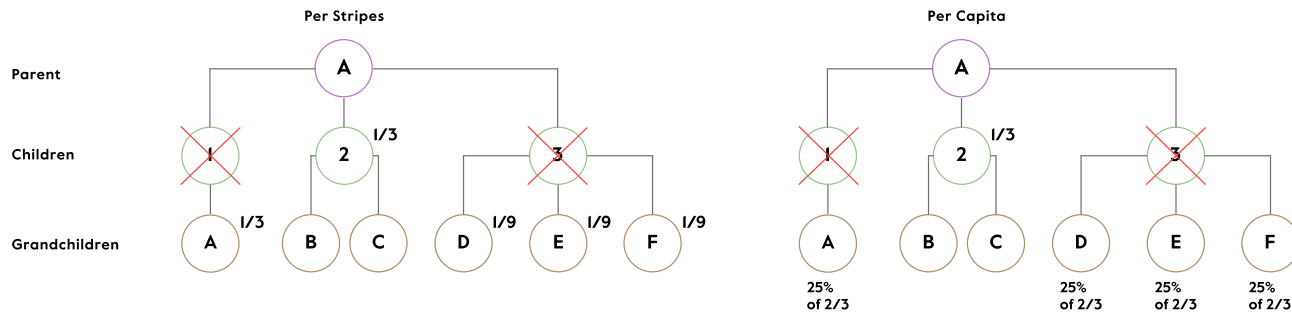 Per Stripes Per Capita
Parent A A
1/3 1/3
Children 1 2 3 1 2 3
1/3 1/9 1/9 1/9
Grandchildren A B C D E F A B C D E F
25% 25% 25% 25%
of 2/3 of 2/3 of 2/3 of 2/3